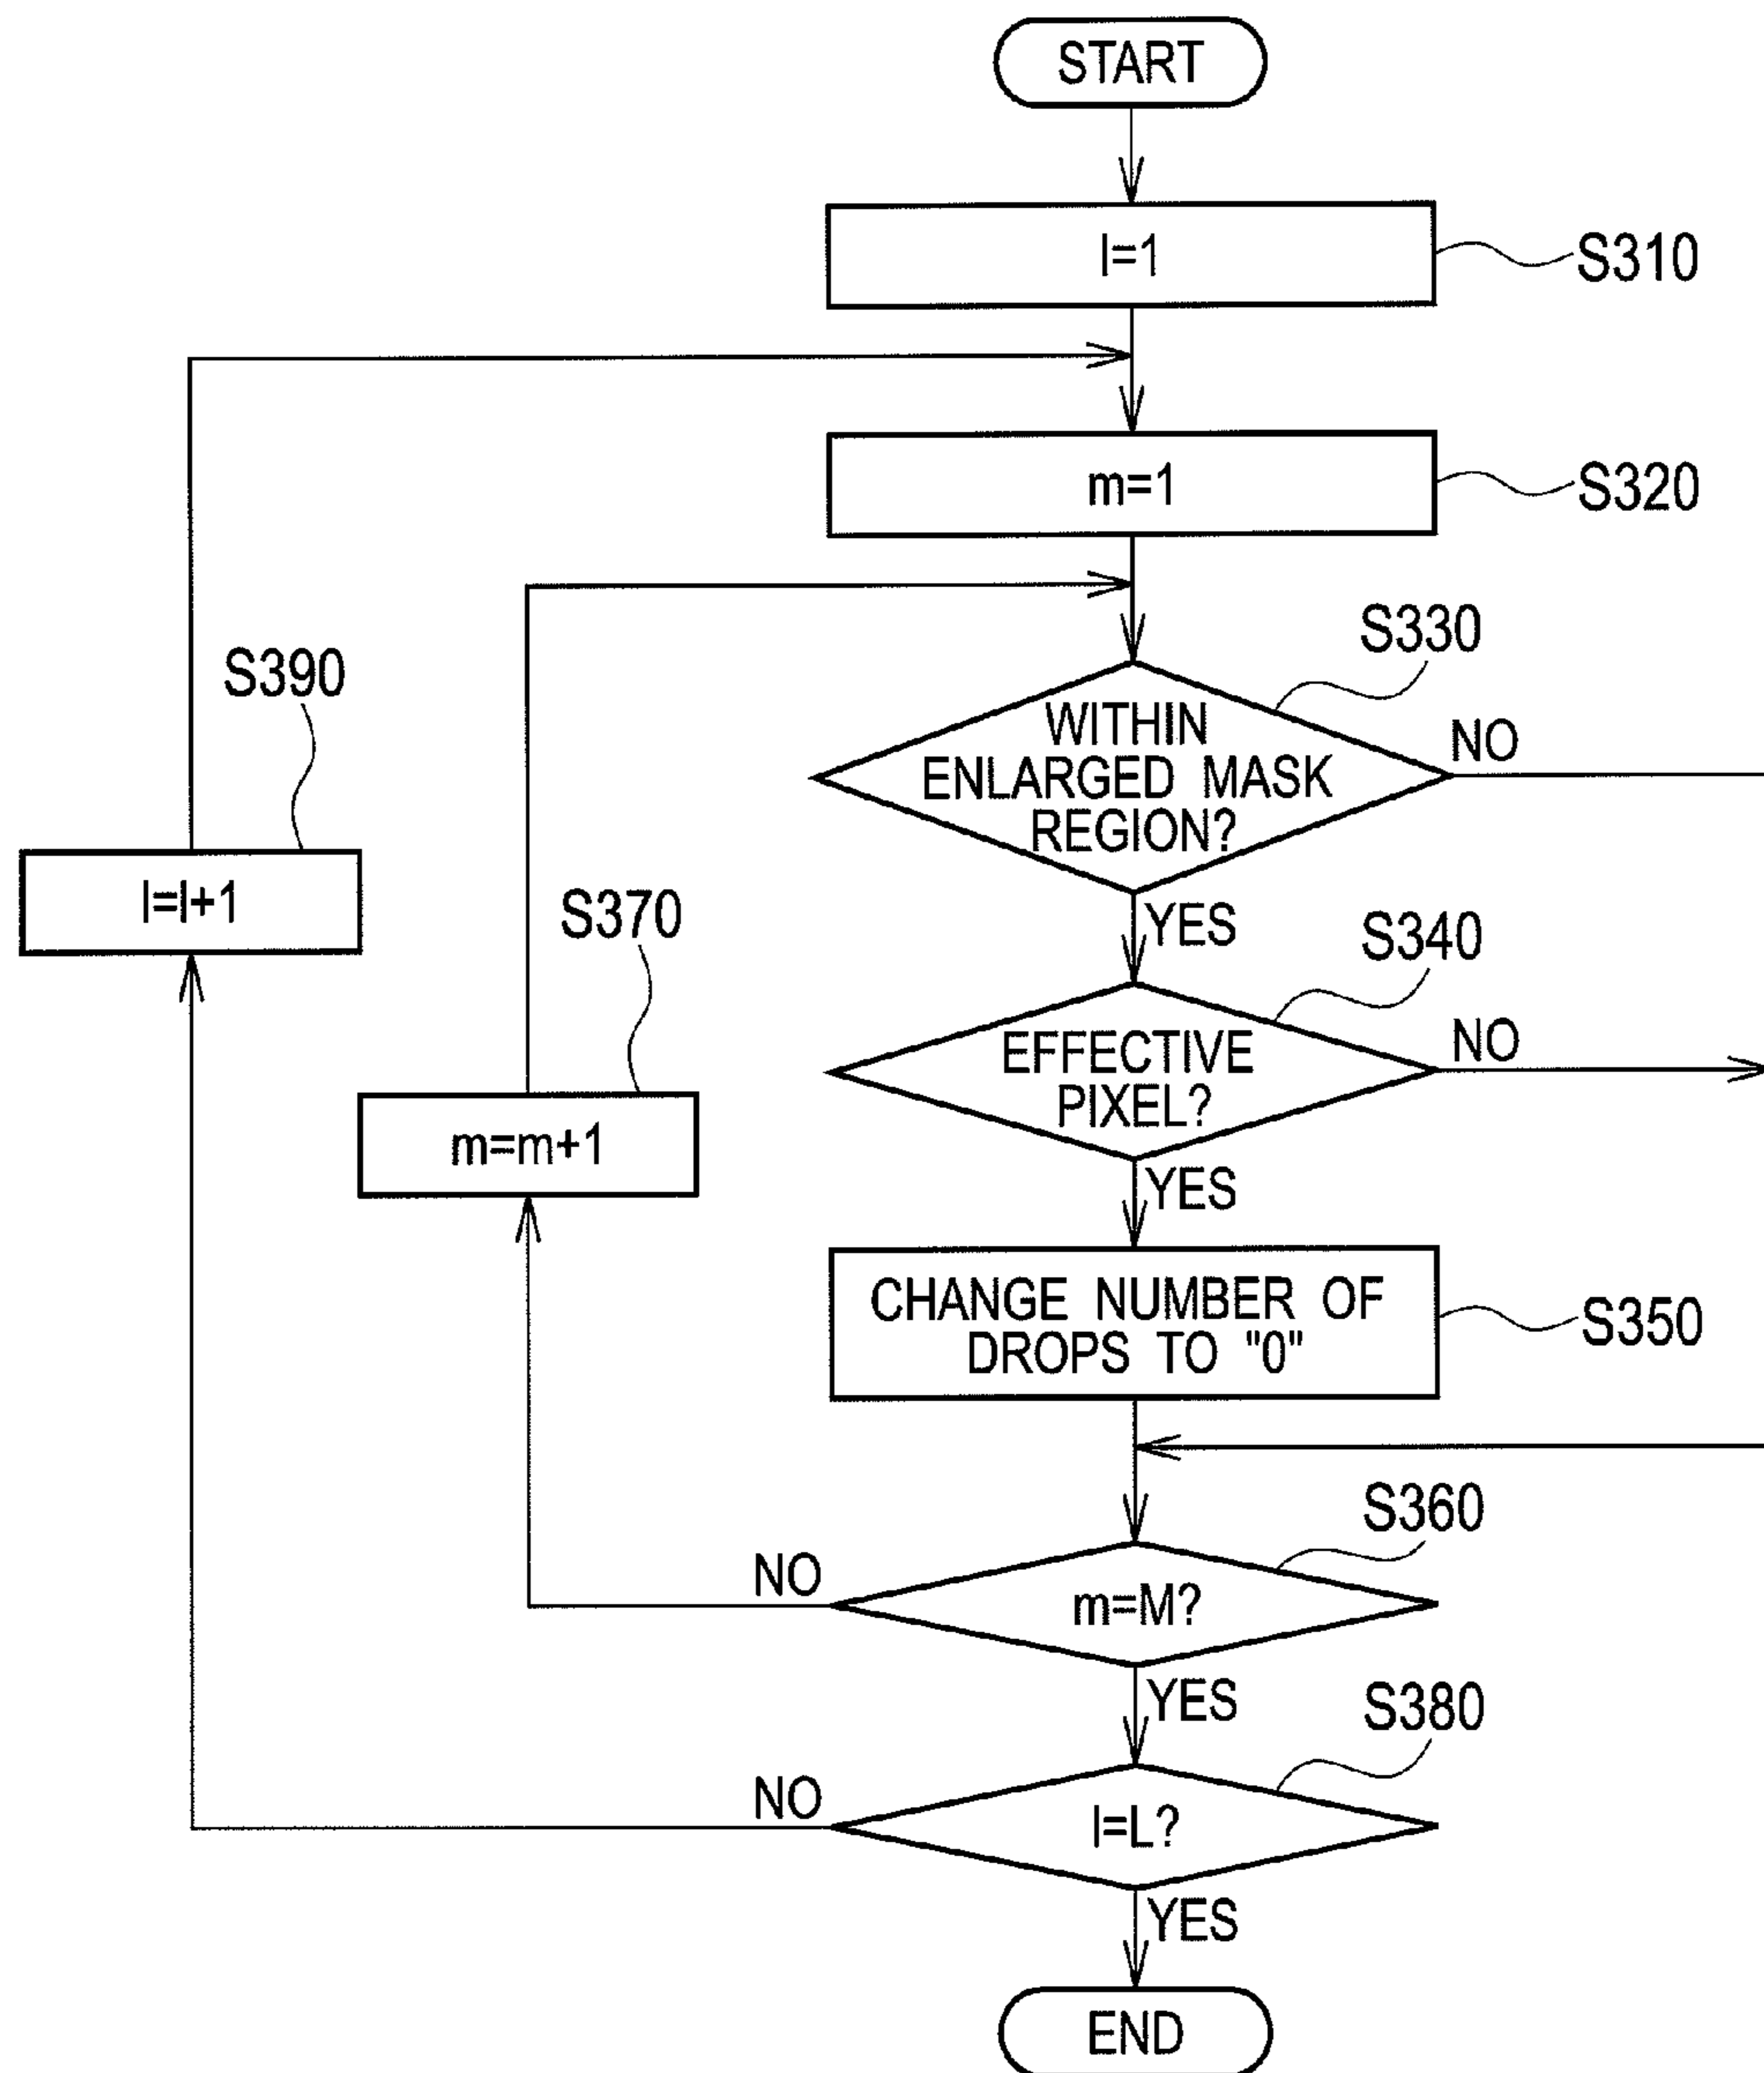 START
l=1
S310
m=1
S320
S330
WITHIN
ENLARGED MASK
REGION?
NO
S390
l=l+1
YES
S370
S340
EFFECTIVE
PIXEL?
NO
m=m+1
YES
CHANGE NUMBER OF
DROPS TO "0"
S350
S360
NO
m=M?
YES
S380
NO
l=L?
YES
END